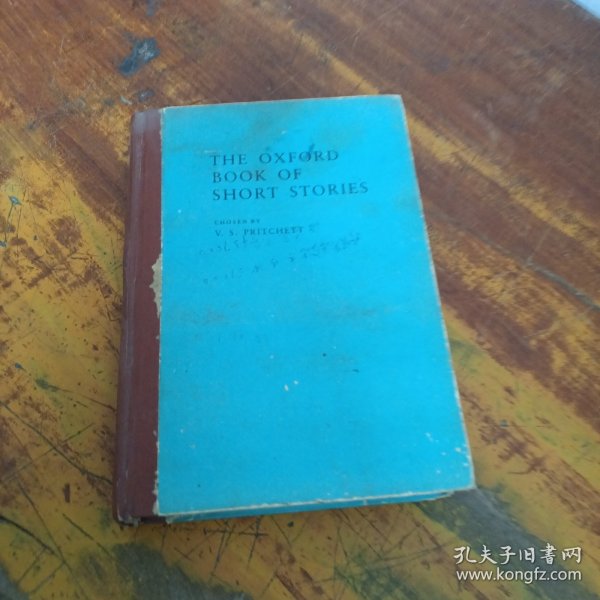 THE OXFORD
BOOK OF
SHORT STORIES
CHOSEN BY
V. S. PRITCHETT
孔夫子旧书网
www.kongfz.com